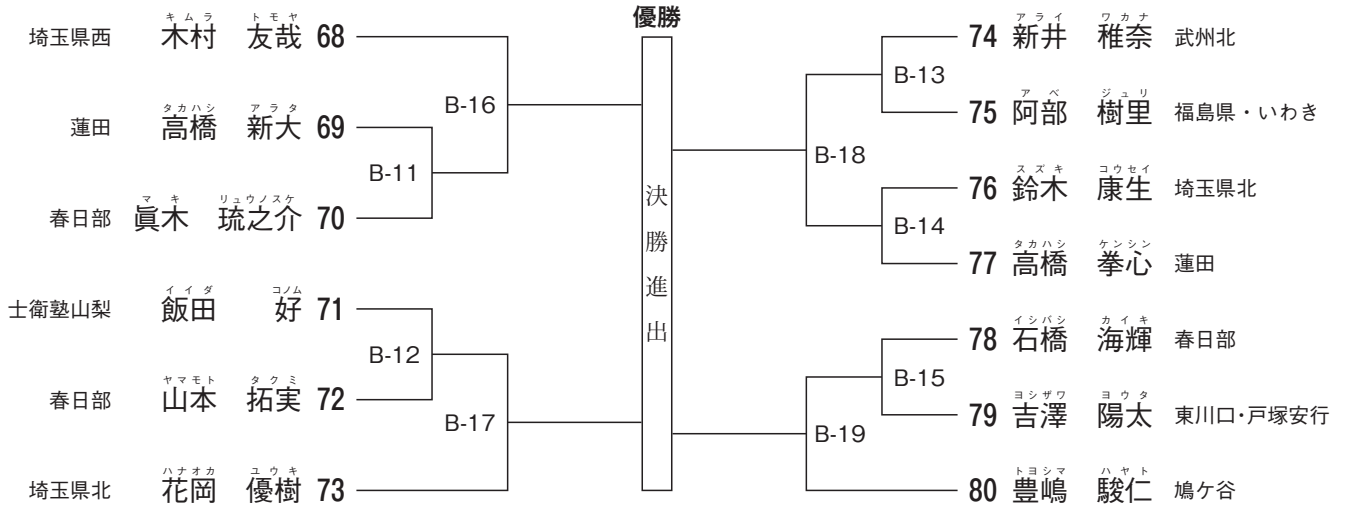 優勝
キムラ トモヤ
埼玉県西 木村 友哉 68
タカハシ アラタ
蓮田 高橋 新大 69
マキ リュウノスケ
春日部 眞木 琉之介 70
イイダ コノム
士衛塾山梨 飯田 好 71
ヤマモト タクミ
春日部 山本 拓実 72
ハナオカ ユウキ
埼玉県北 花岡 優樹 73
B-16
B-11
B-12
B-17
決勝進出
アライ ワカナ
74 新井 稚奈 武州北
アベ ジュリ
75 阿部 樹里 福島県・いわき
スズキ コウセイ
76 鈴木 康生 埼玉県北
タカハシ ケンシン
77 高橋 拳心 蓮田
イシバシ カイキ
78 石橋 海輝 春日部
ヨシザワ ヨウタ
79 吉澤 陽太 東川口・戸塚安行
トヨシマ ハヤト
80 豊嶋 駿仁 鳩ケ谷
B-13
B-18
B-14
B-15
B-19